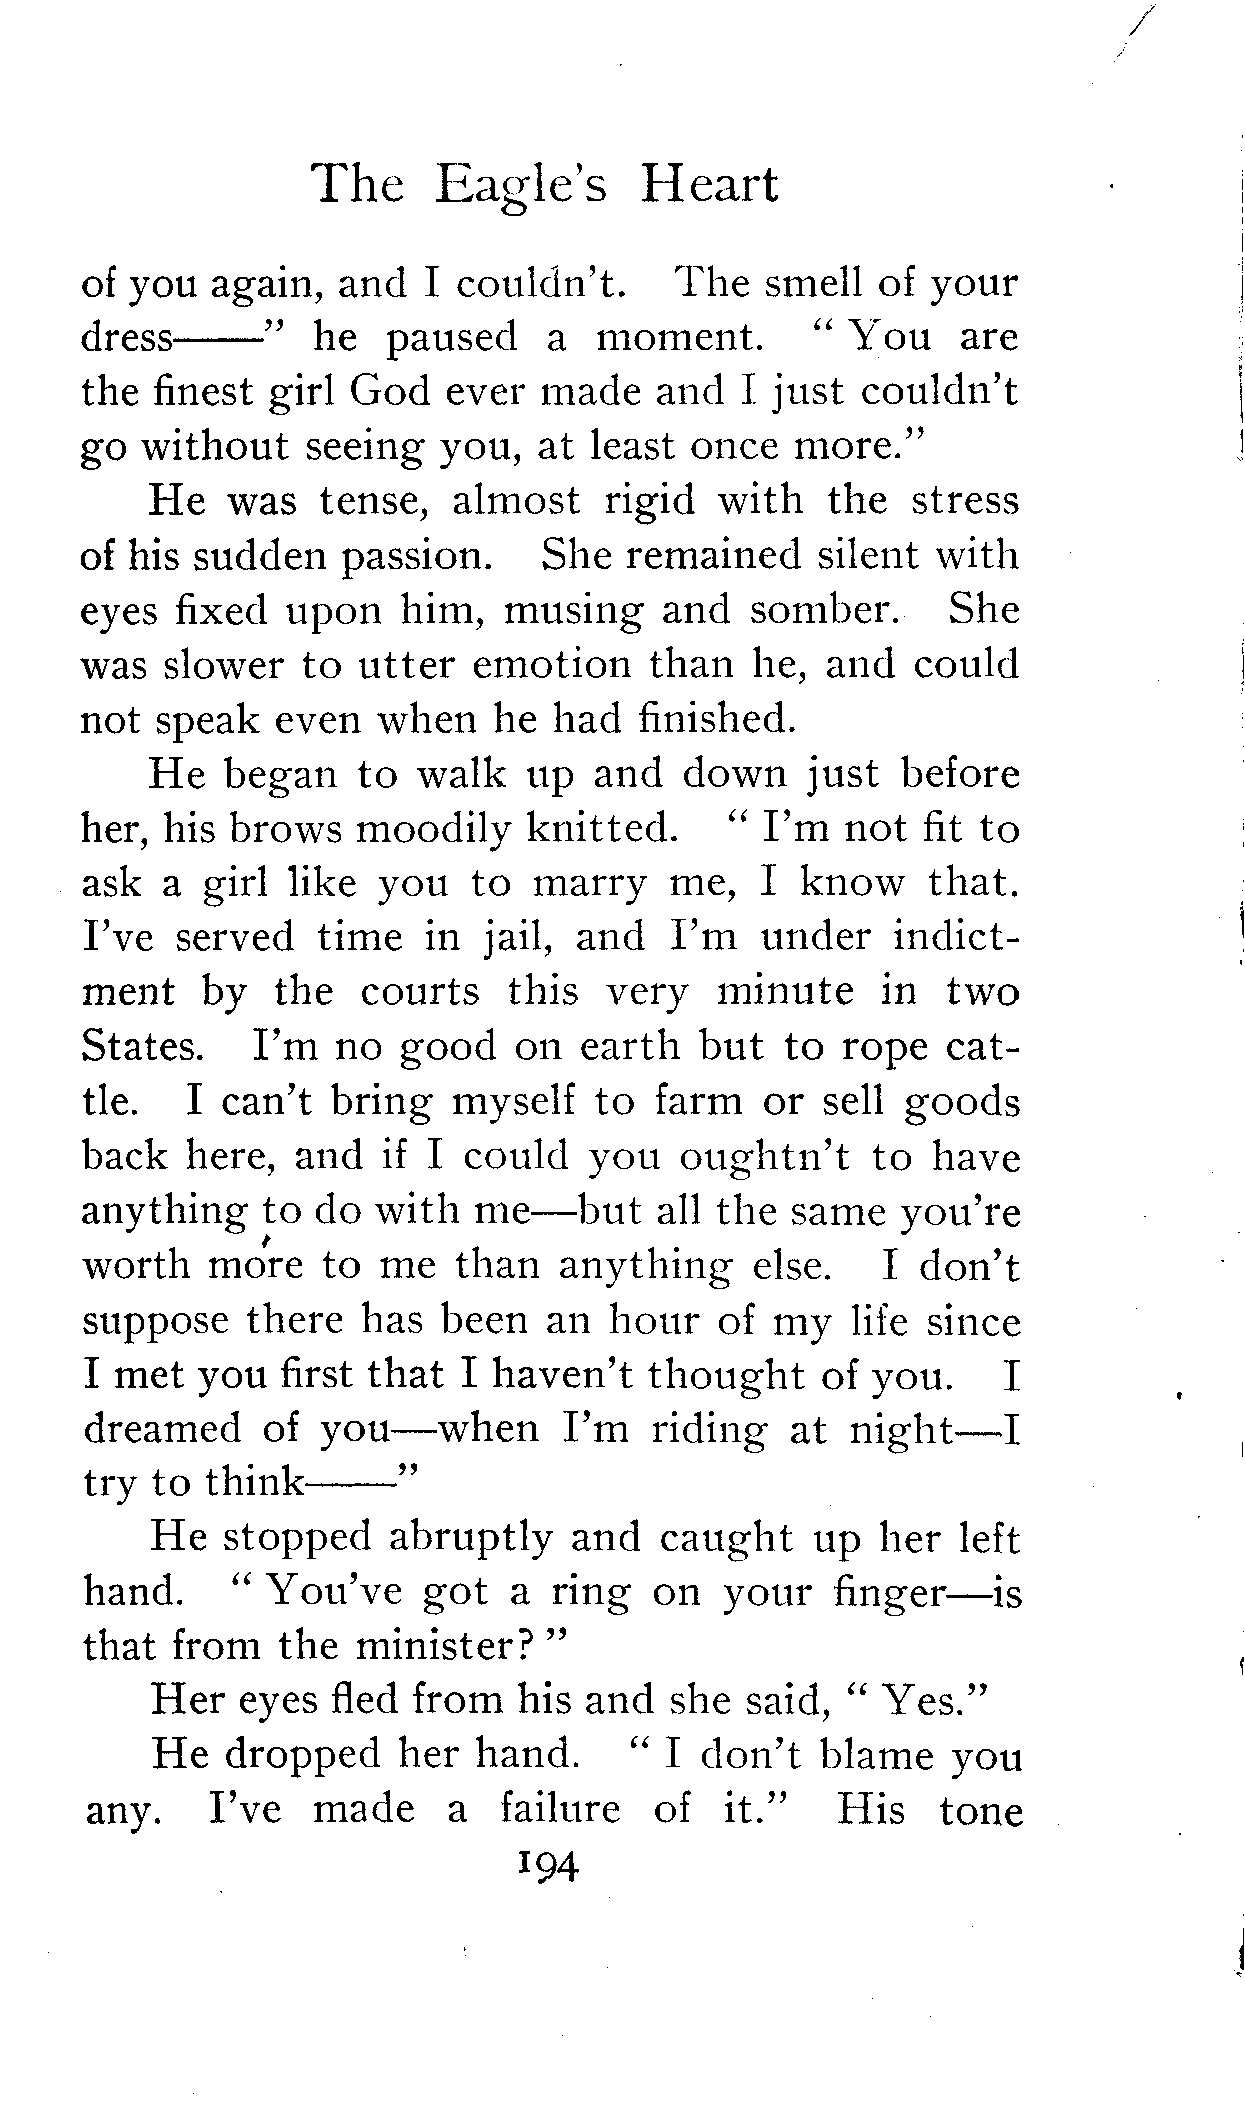 The Eagle's Heart
of you again, and I couldn't. The smell of your
dress——" he paused a moment. " You are
the finest girl God ever made and I just couldn't
go without seeing you, at least once more."
He was tense, almost rigid with the stress
of his sudden passion. She remained silent with
eyes fixed upon him, musing and somber. She
was slower to utter emotion than he, and could
not speak even when he had finished.
He began to walk up and down just before
her, his brows moodily knitted. " I'm not fit to
ask a girl like you to marry me, I know that.
I've served time in jail, and I'm under indict-
ment by the courts this very minute in two
States. I'm no good on earth but to rope cat-
tle. I can't bring myself to farm or sell goods
back here, and if I could you oughtn't to have
anything to do with me—but all the same you're
worth more to me than anything else. I don't
suppose there has been an hour of my life since
I met you first that I haven't thought of you. I
dreamed of you—when I'm riding at night—I
try to think——"
He stopped abruptly and caught up her left
hand. " You've got a ring on your finger—is
that from the minister? "
Her eyes fled from his and she said, " Yes."
He dropped her hand. " I don't blame you
any. I've made a failure of it." His tone
194